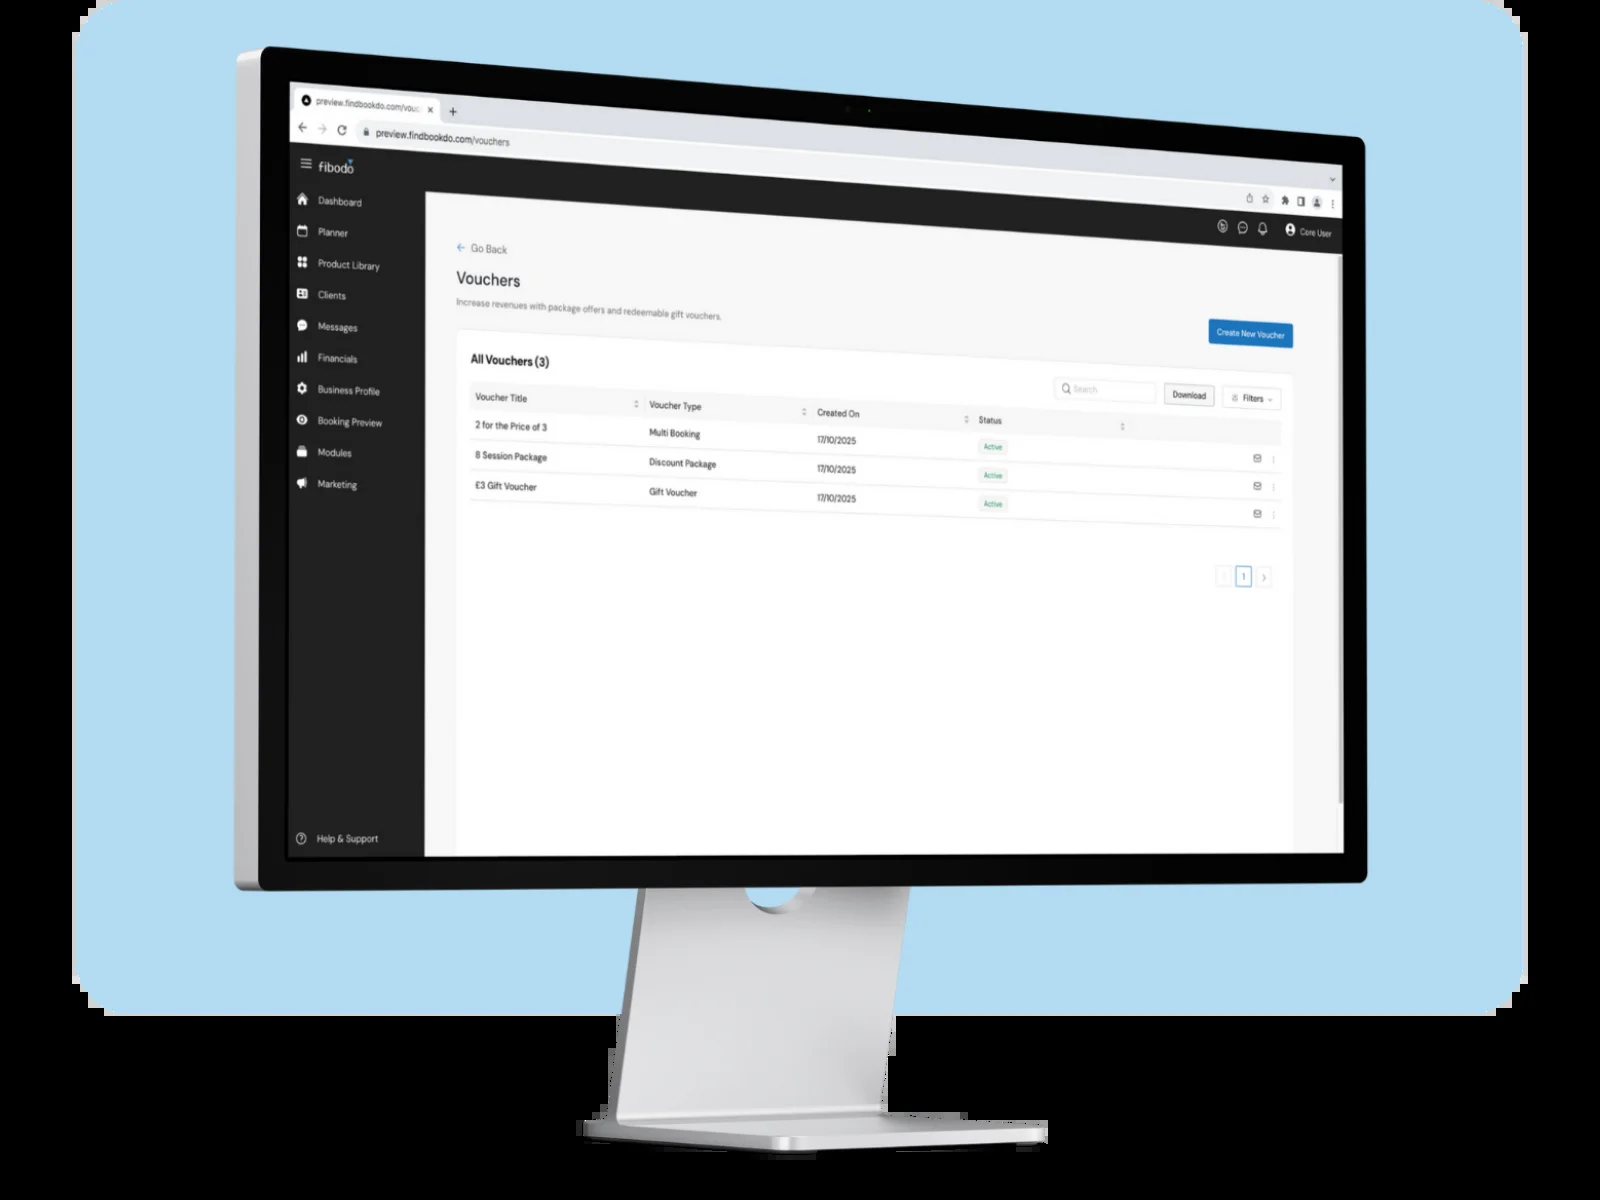 preview.findbookdo.com/vouc
preview.findbookdo.com/vouchers
fibodo
Core User
Dashboard
Planner
Product Library
Clients
Messages
Financials
Business Profile
Booking Preview
Modules
Marketing
Help & Support
Go Back
Vouchers
Increase revenues with package offers and redeemable gift vouchers.
Create New Voucher
All Vouchers (3)
Search
Download
Filters
Voucher Title Voucher Type Created On Status
2 for the Price of 3 Multi Booking 17/10/2025 Active
8 Session Package Discount Package 17/10/2025 Active
£3 Gift Voucher Gift Voucher 17/10/2025 Active
1